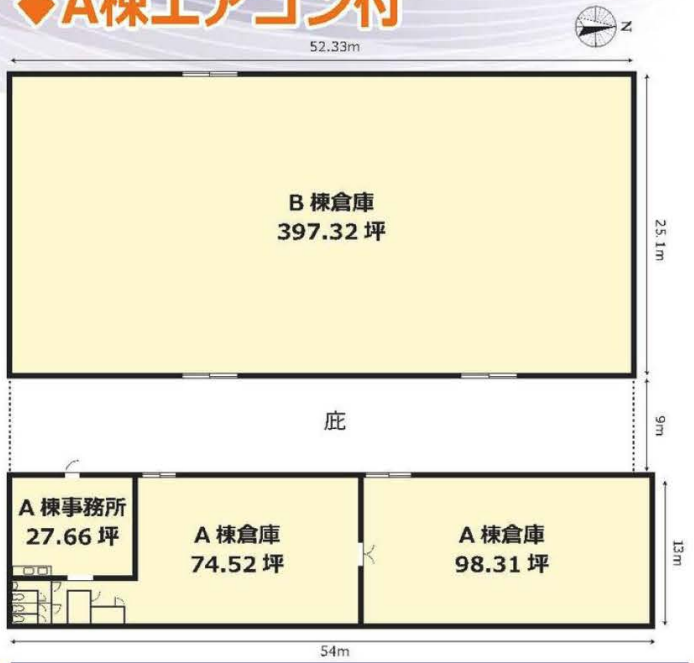 ◆A棟エアコン付
N
52.33m
B 棟倉庫
397.32 坪
25.1m
庇
9m
A 棟事務所
27.66 坪
A 棟倉庫
74.52 坪
A 棟倉庫
98.31 坪
13m
54m